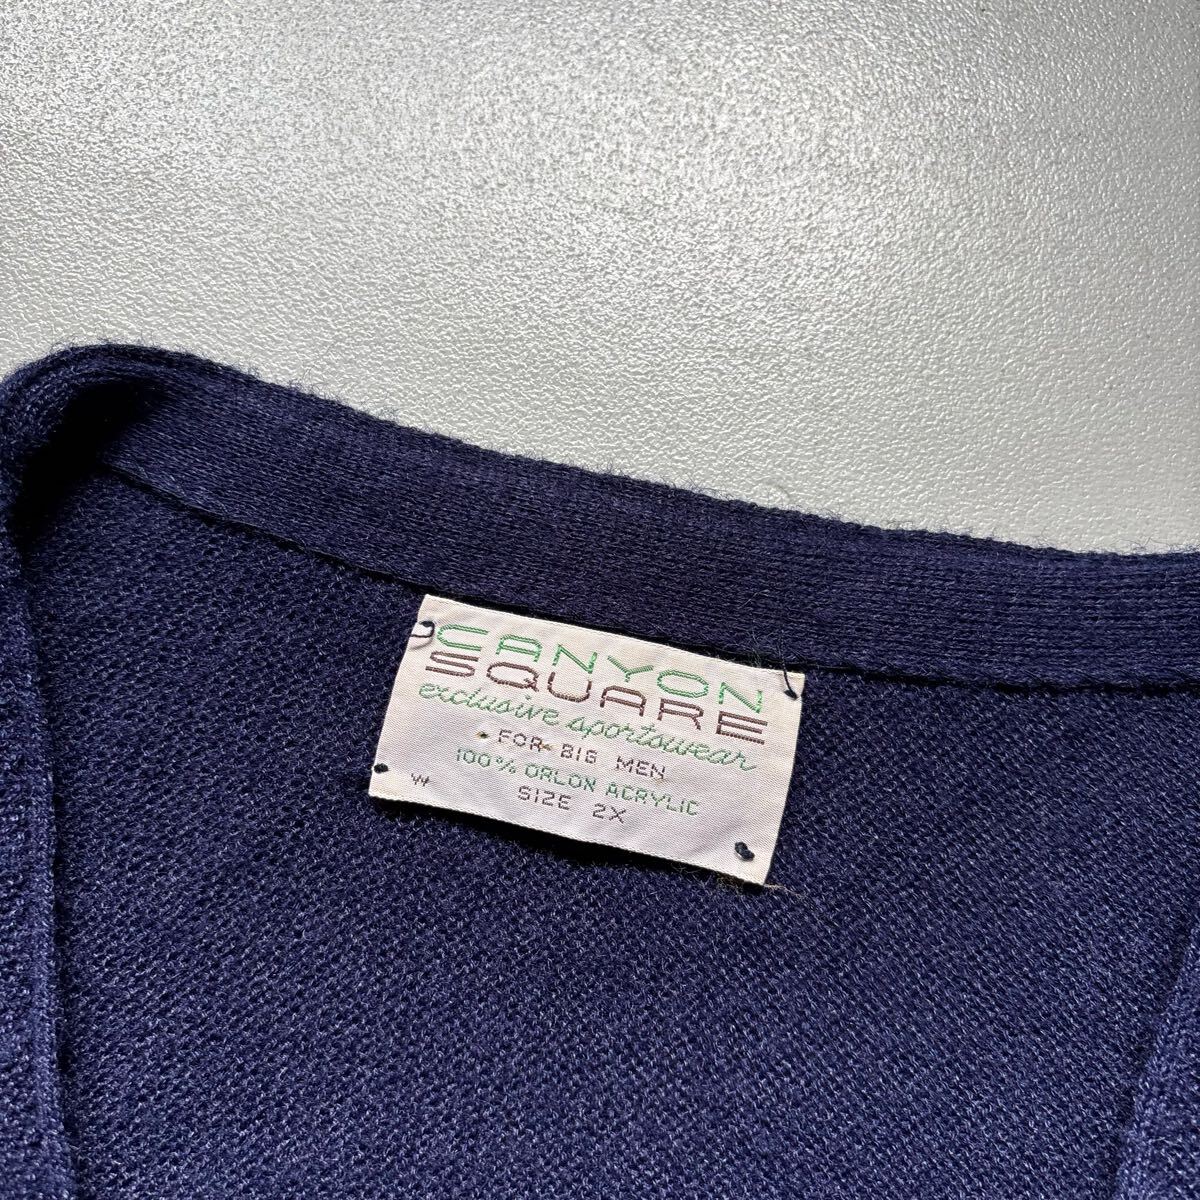 CANYON
SQUARE
exclusive sportswear
FOR BIG MEN
100% ORLON ACRYLIC
W SIZE 2X